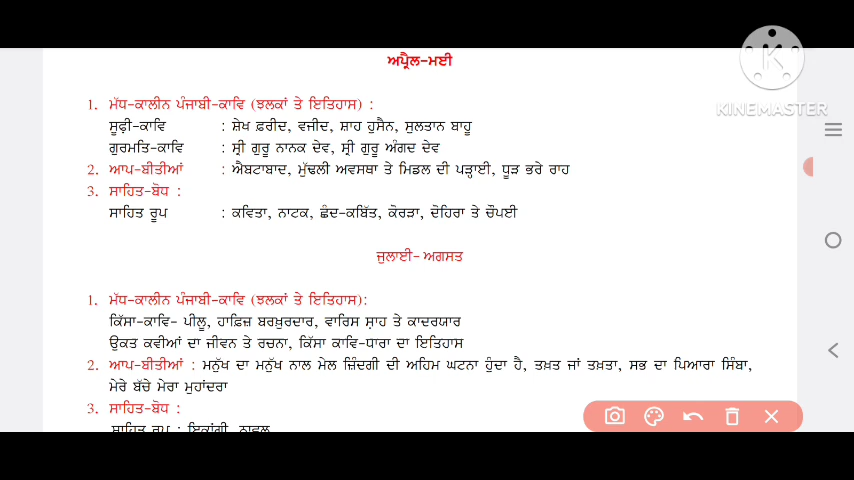 ਅਪ੍ਰੈਲ-ਮਈ
KINEMASTER
1. ਮੱਧ-ਕਾਲੀਨ ਪੰਜਾਬੀ-ਕਾਵਿ (ਝਲਕਾਂ ਤੇ ਇਤਿਹਾਸ) :
ਸੂਫ਼ੀ-ਕਾਵਿ : ਸ਼ੇਖ ਫ਼ਰੀਦ, ਵਜੀਦ, ਸ਼ਾਹ ਹੁਸੈਨ, ਸੁਲਤਾਨ ਬਾਹੂ
ਗੁਰਮਤਿ-ਕਾਵਿ : ਸ੍ਰੀ ਗੁਰੂ ਨਾਨਕ ਦੇਵ, ਸ੍ਰੀ ਗੁਰੂ ਅੰਗਦ ਦੇਵ
2. ਆਪ-ਬੀਤੀਆਂ : ਐਬਟਾਬਾਦ, ਮੁੱਢਲੀ ਅਵਸਥਾ ਤੇ ਮਿਡਲ ਦੀ ਪੜ੍ਹਾਈ, ਧੂੜ ਭਰੇ ਰਾਹ
3. ਸਾਹਿਤ-ਬੋਧ :
ਸਾਹਿਤ ਰੂਪ : ਕਵਿਤਾ, ਨਾਟਕ, ਛੰਦ-ਕਬਿੱਤ, ਕੋਰੜਾ, ਦੋਹਿਰਾ ਤੇ ਚੌਪਈ
ਜੁਲਾਈ- ਅਗਸਤ
1. ਮੱਧ-ਕਾਲੀਨ ਪੰਜਾਬੀ-ਕਾਵਿ (ਝਲਕਾਂ ਤੇ ਇਤਿਹਾਸ):
ਕਿੱਸਾ-ਕਾਵਿ- ਪੀਲੂ, ਹਾਫ਼ਿਜ਼ ਬਰਖ਼ੁਰਦਾਰ, ਵਾਰਿਸ ਸ਼ਾਹ ਤੇ ਕਾਦਰਯਾਰ
ਉਕਤ ਕਵੀਆਂ ਦਾ ਜੀਵਨ ਤੇ ਰਚਨਾ, ਕਿੱਸਾ ਕਾਵਿ-ਧਾਰਾ ਦਾ ਇਤਿਹਾਸ
2. ਆਪ-ਬੀਤੀਆਂ : ਮਨੁੱਖ ਦਾ ਮਨੁੱਖ ਨਾਲ ਮੇਲ ਜ਼ਿੰਦਗੀ ਦੀ ਅਹਿਮ ਘਟਨਾ ਹੁੰਦਾ ਹੈ, ਤਖ਼ਤ ਜਾਂ ਤਖ਼ਤਾ, ਸਭ ਦਾ ਪਿਆਰਾ ਸਿੰਬਾ,
ਮੇਰੇ ਬੱਚੇ ਮੇਰਾ ਮੁਹਾਂਦਰਾ
3. ਸਾਹਿਤ-ਬੋਧ :
ਸਾਹਿਤ ਰੂਪ : ਇਕਾਂਗੀ, ਨਾਵਲ